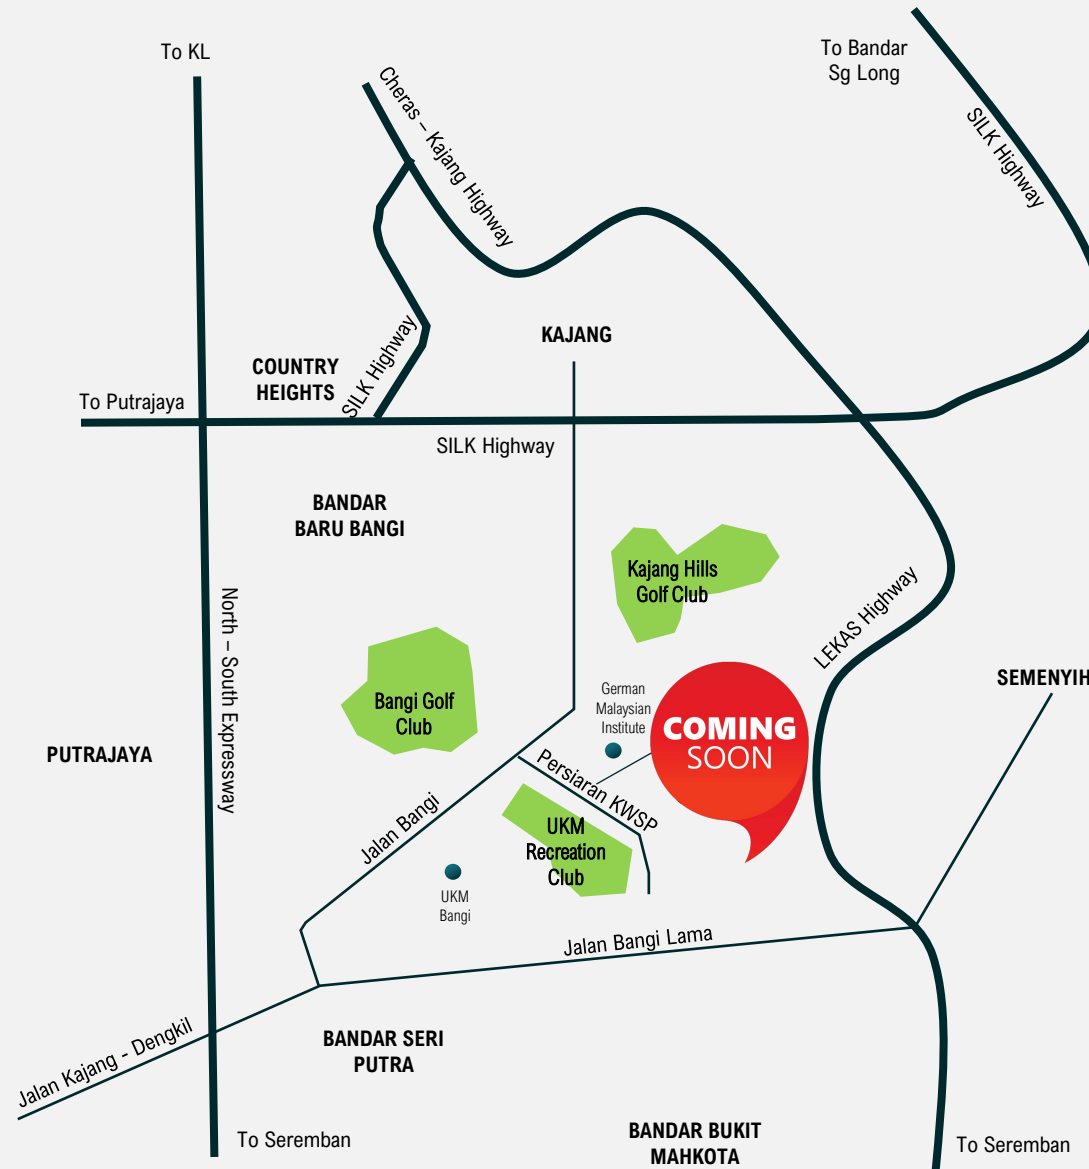 To KL
To Bandar
Sg Long
Cheras – Kajang Highway
SILK Highway
KAJANG
COUNTRY
HEIGHTS
SILK Highway
To Putrajaya
SILK Highway
BANDAR
BARU BANGI
Kajang Hills
Golf Club
North – South Expressway
LEKAS Highway
SEMENYIH
German
Malaysian
Institute
Bangi Golf
Club
COMING
SOON
PUTRAJAYA
Persiaran KWSP
Jalan Bangi
UKM
Recreation
Club
UKM
Bangi
Jalan Bangi Lama
BANDAR SERI
PUTRA
Jalan Kajang - Dengkil
To Seremban
BANDAR BUKIT
MAHKOTA
To Seremban